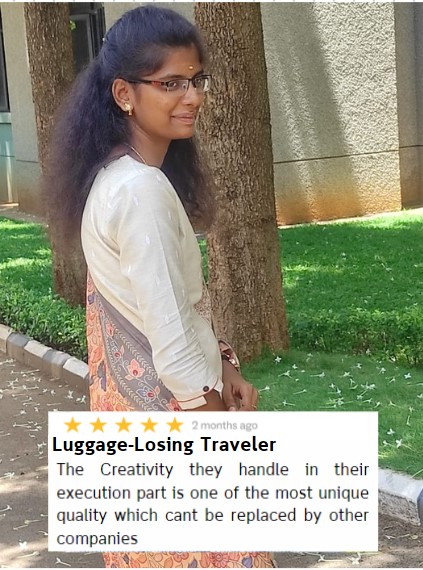 2 months ago
Luggage-Losing Traveler
The Creativity they handle in their
execution part is one of the most unique
quality which cant be replaced by other
companies